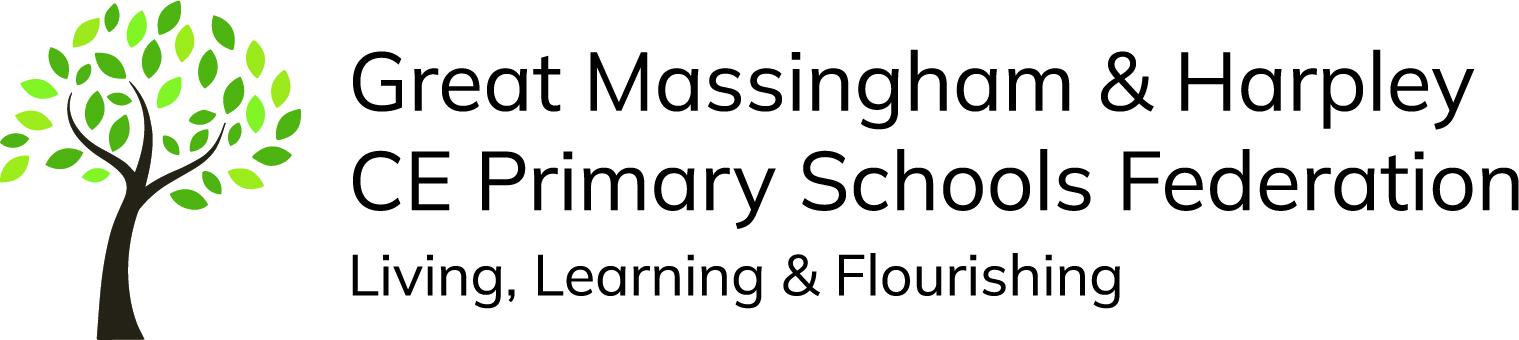 Great Massingham & Harpley
CE Primary Schools Federation
Living, Learning & Flourishing